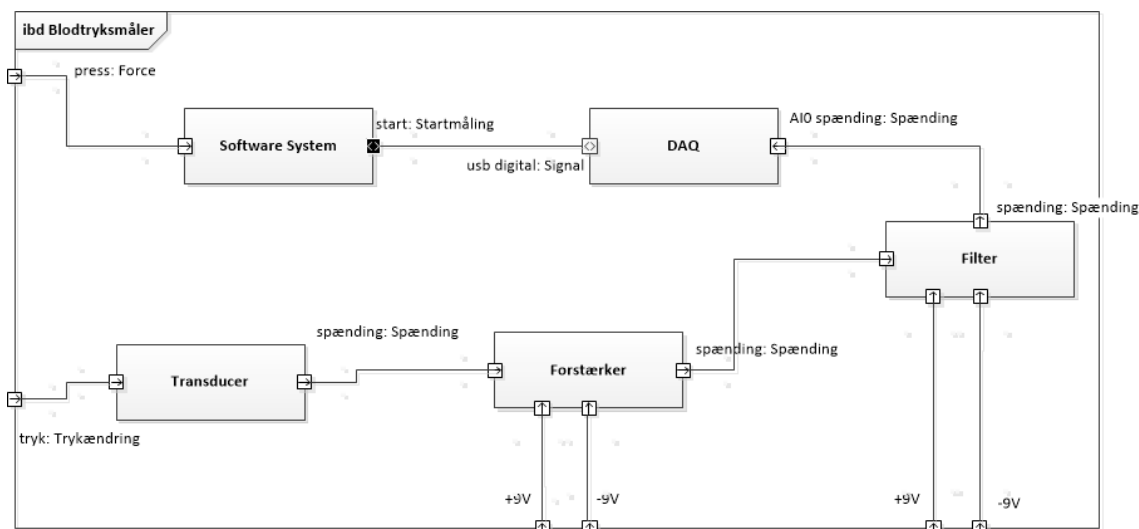 ibd Blodtryksmåler
press: Force
Software System
start: Startmåling
usb digital: Signal
DAQ
AI0 spænding: Spænding
spænding: Spænding
Filter
spænding: Spænding
Forstærker
spænding: Spænding
Transducer
tryk: Trykændring
+9V
-9V
+9V
-9V